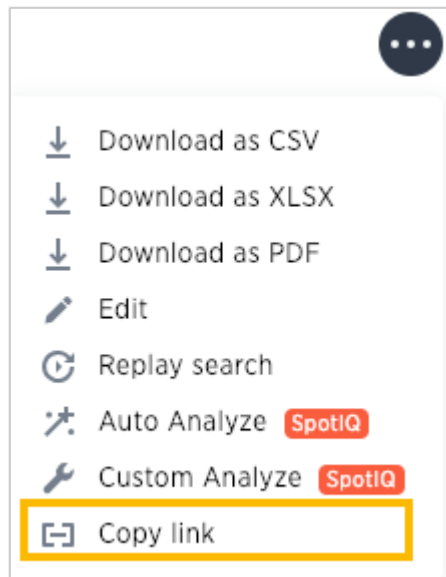 Download as CSV
Download as XLSX
Download as PDF
Edit
Replay search
Auto Analyze SpotIQ
Custom Analyze SpotIQ
Copy link